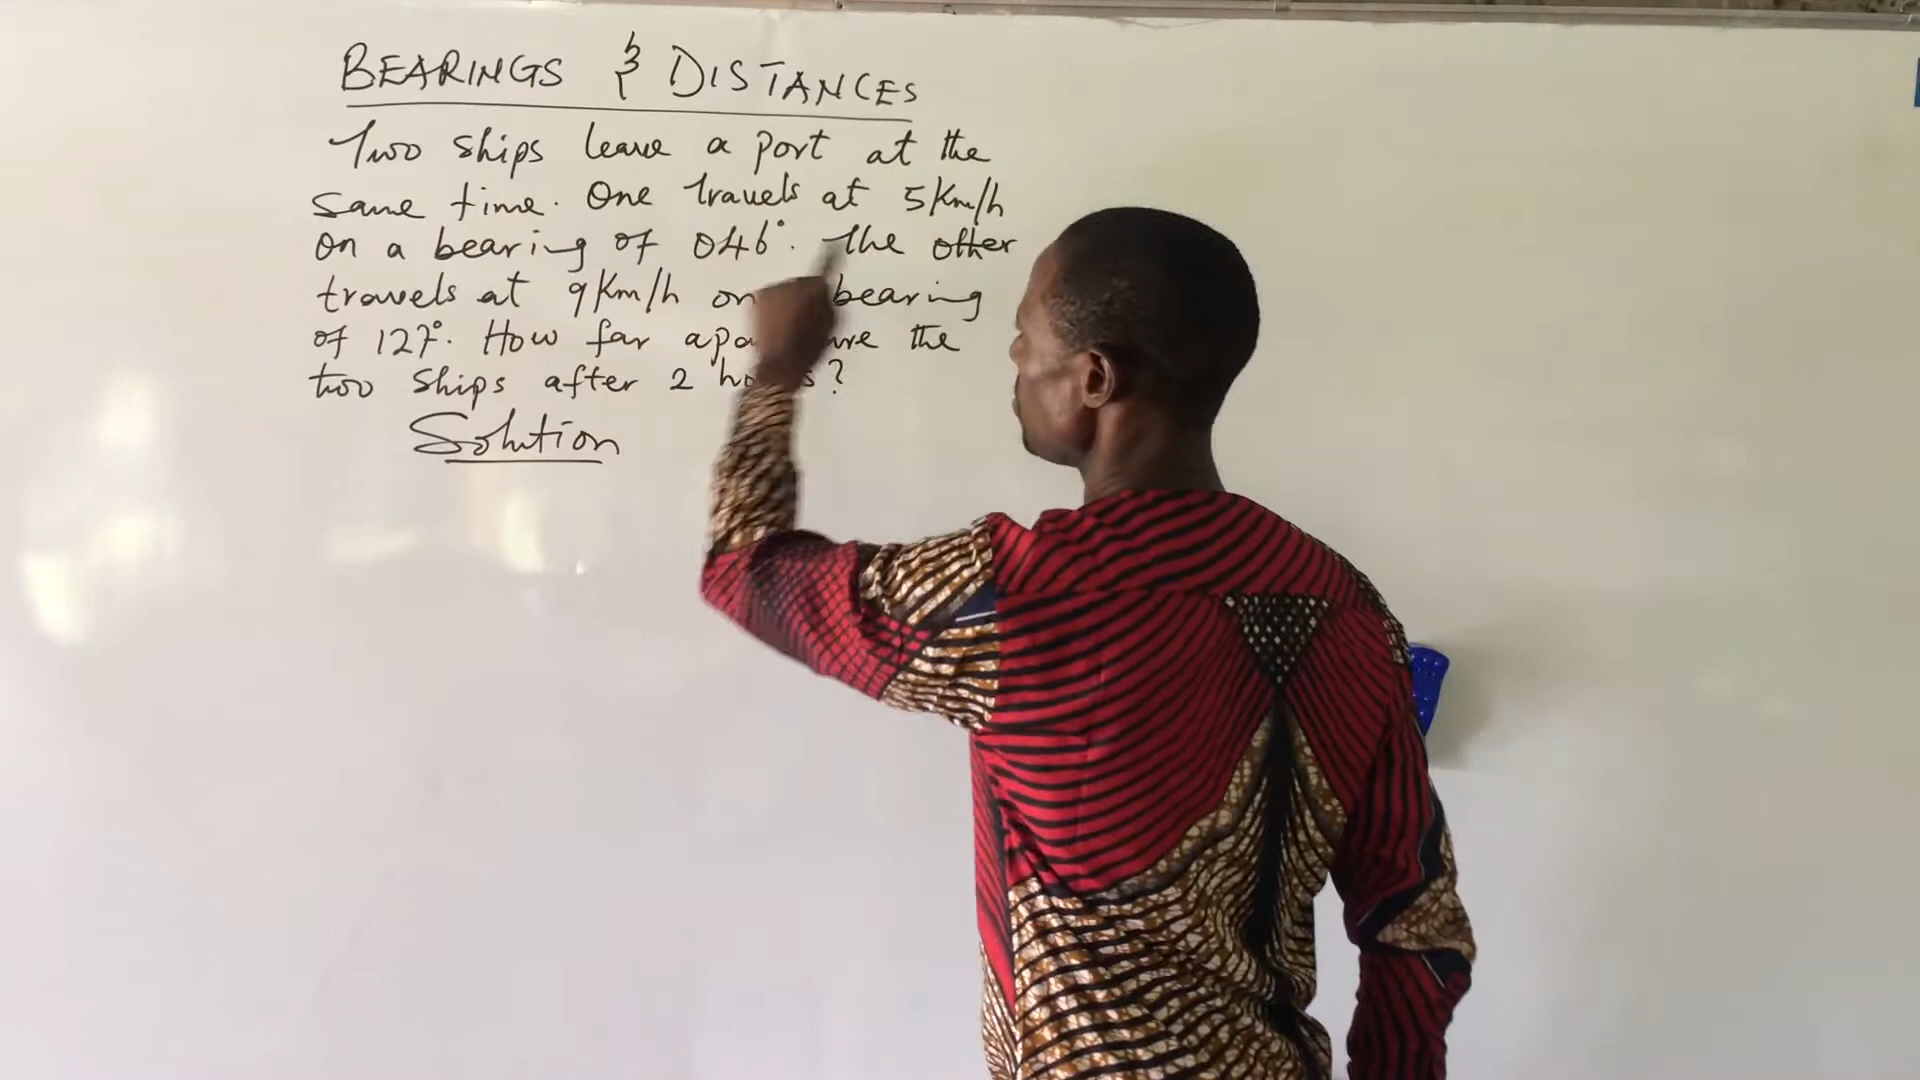 BEARINGS & DISTANCES
Two ships leave a port at the
same time. One travels at 5Km/h
on a bearing of 046°. The other
travels at 9Km/h on bearing
of 127°. How far the
two ships after 2 ?
Solution